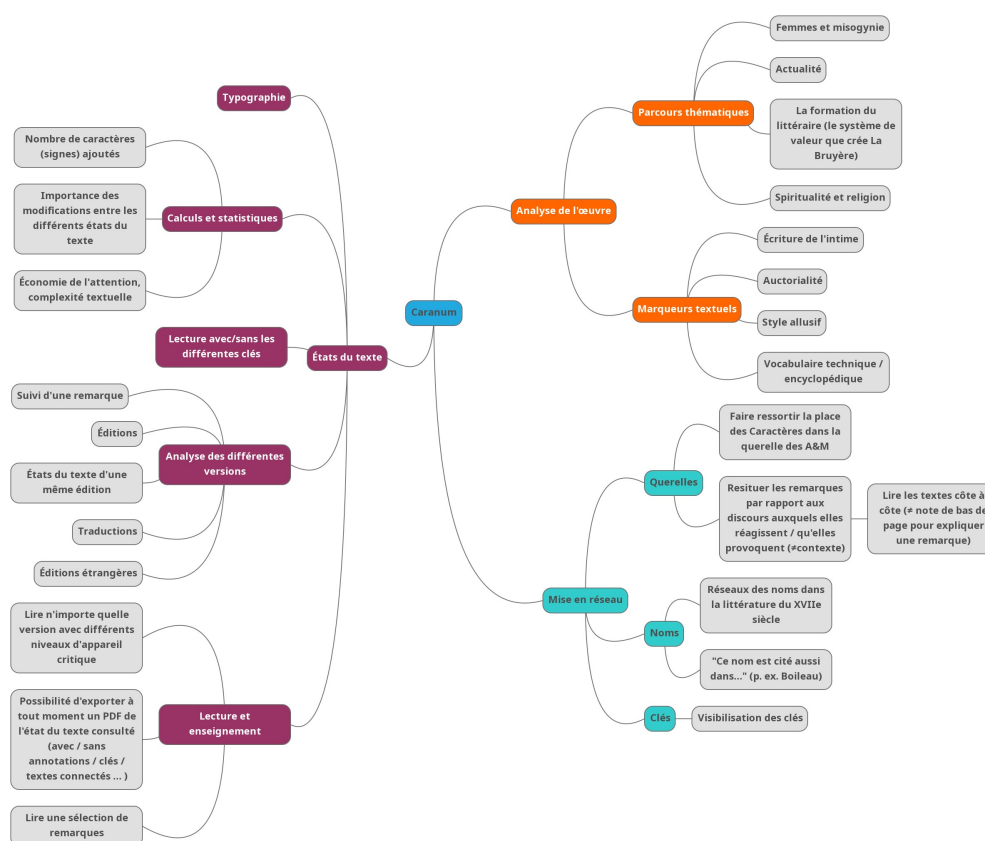 Caranum
Analyse de l'œuvre
Parcours thématiques
Femmes et misogynie
Actualité
La formation du
littéraire (le système de
valeur que crée La
Bruyère)
Spiritualité et religion
Marqueurs textuels
Écriture de l'intime
Auctorialité
Style allusif
Vocabulaire technique /
encyclopédique
Mise en réseau
Querelles
Faire ressortir la place
des Caractères dans la
querelle des A&M
Resituer les remarques
par rapport aux
discours auxquels elles
réagissent / qu'elles
provoquent (≠contexte)
Lire les textes côte à
côte (≠ note de bas de
page pour expliquer
une remarque)
Noms
Réseaux des noms dans
la littérature du XVIIe
siècle
"Ce nom est cité aussi
dans..." (p. ex. Boileau)
Clés
Visibilisation des clés
États du texte
Typographie
Calculs et statistiques
Nombre de caractères
(signes) ajoutés
Importance des
modifications entre les
différents états du
texte
Économie de l'attention,
complexité textuelle
Lecture avec/sans les
différentes clés
Analyse des différentes
versions
Suivi d'une remarque
Éditions
États du texte d'une
même édition
Traductions
Éditions étrangères
Lecture et
enseignement
Lire n'importe quelle
version avec différents
niveaux d'appareil
critique
Possibilité d'exporter à
tout moment un PDF de
l'état du texte consulté
(avec / sans
annotations / clés /
textes connectés ... )
Lire une sélection de
remarques